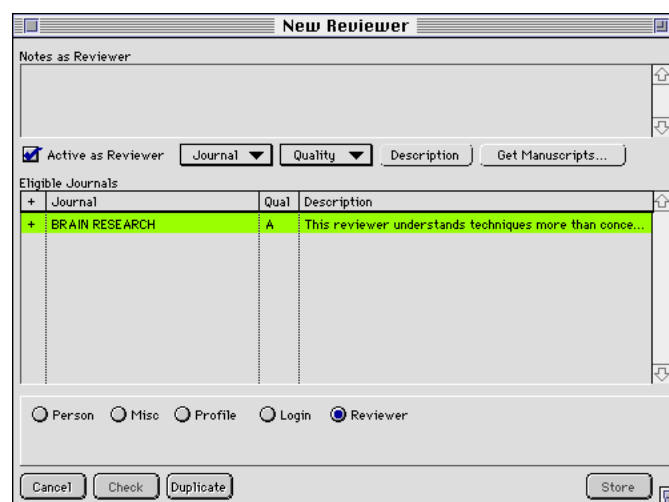 New Reviewer
Notes as Reviewer
Active as Reviewer Journal Quality Description Get Manuscripts...
Eligible Journals
+ Journal Qual Description
+ BRAIN RESEARCH A This reviewer understands techniques more than conce...
Person Misc Profile Login Reviewer
Cancel Check Duplicate Store